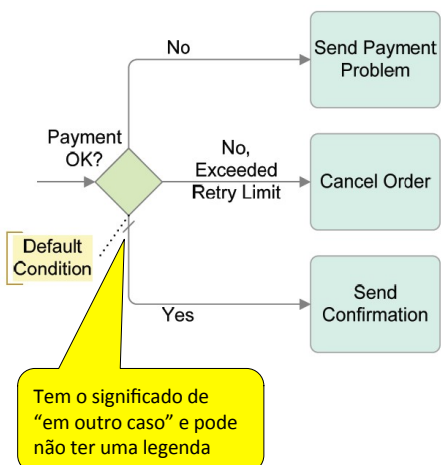 No
Send Payment
Problem
Payment
OK?
No,
Exceeded
Retry Limit
Cancel Order
Default
Condition
Yes
Send
Confirmation
Tem o significado de
“em outro caso” e pode
não ter uma legenda